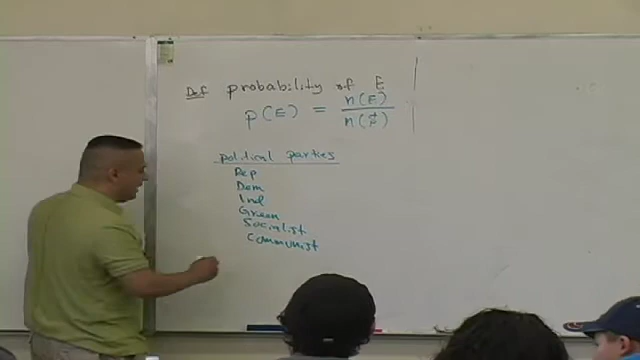 Def probability of E
p(E) = n(E) / n(S)
political parties
Rep
Dem
Ind
Green
Socialist
Communist